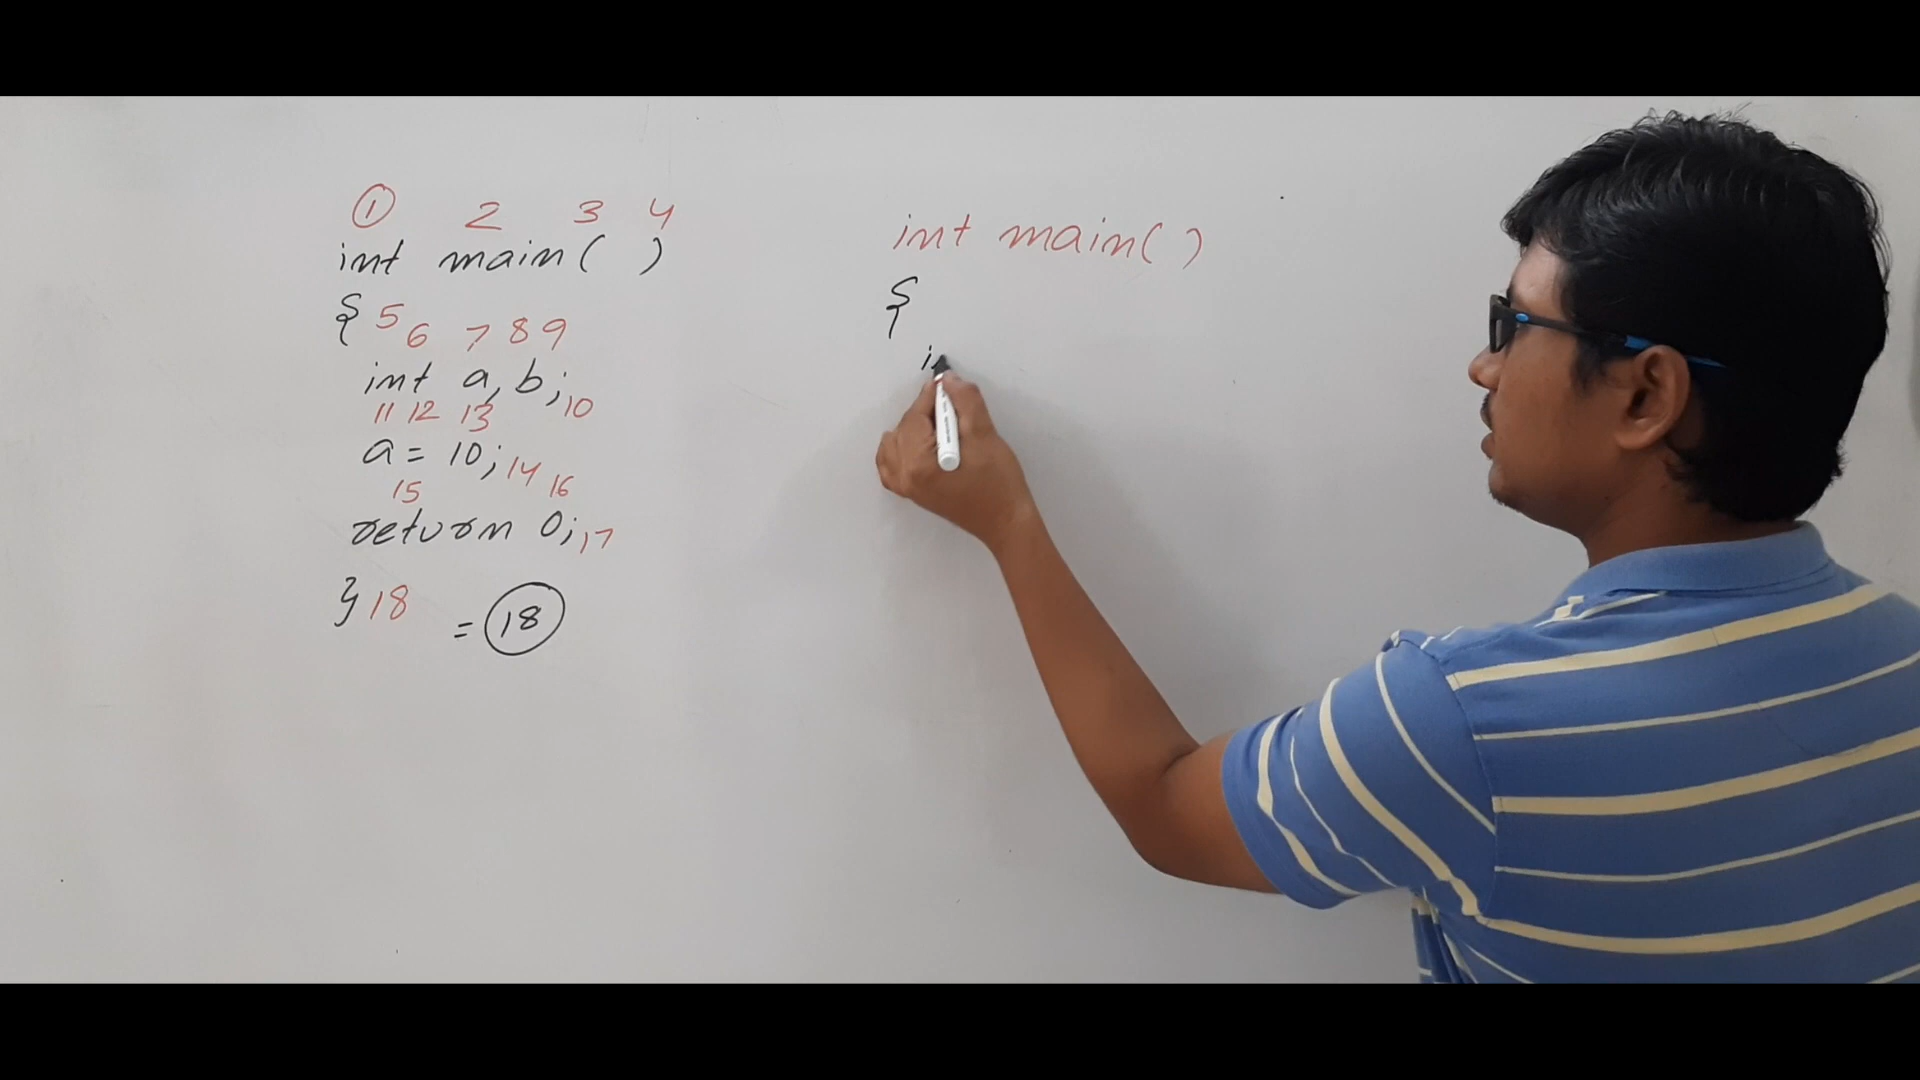 ① 2 3 4
int main( )
{ 5 6 7 8 9
int a, b; 10
11 12 13
a = 10; 14
15 16
return 0; 17
} 18 = 18
int main( )
{
in